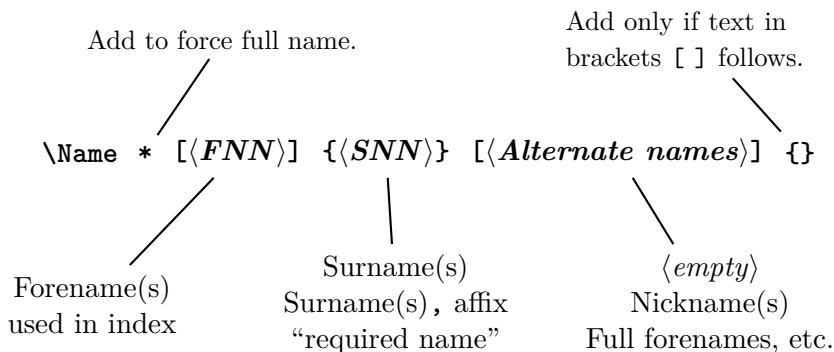 Add to force full name.
Add only if text in
brackets [ ] follows.
\Name * [⟨FNN⟩] {⟨SNN⟩} [⟨Alternate names⟩] {}
Forename(s)
used in index
Surname(s)
Surname(s), affix
“required name”
⟨empty⟩
Nickname(s)
Full forenames, etc.